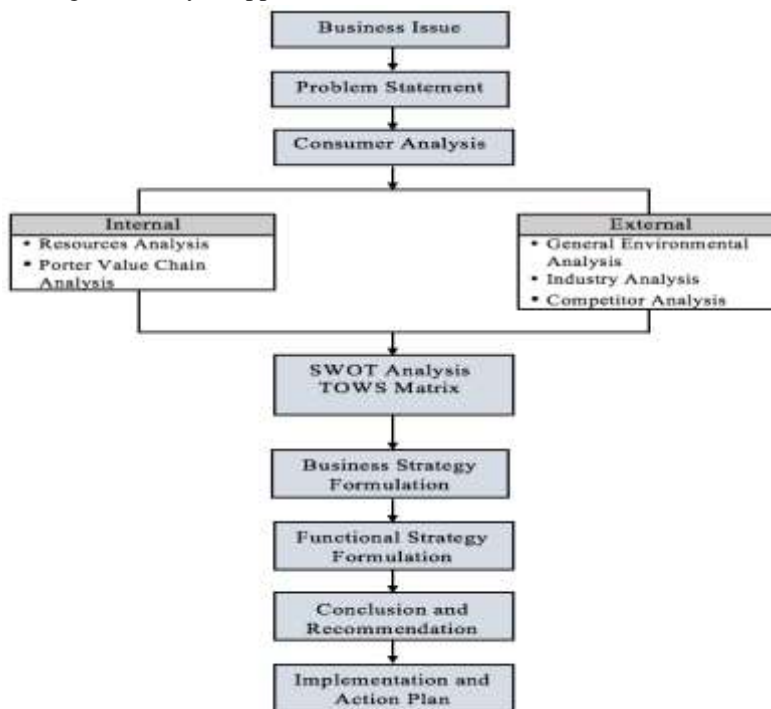 Business Issue
Problem Statement
Consumer Analysis
Internal
• Resources Analysis
• Porter Value Chain
Analysis
External
• General Environmental
Analysis
• Industry Analysis
• Competitor Analysis
SWOT Analysis
TOWS Matrix
Business Strategy
Formulation
Functional Strategy
Formulation
Conclusion and
Recommendation
Implementation and
Action Plan